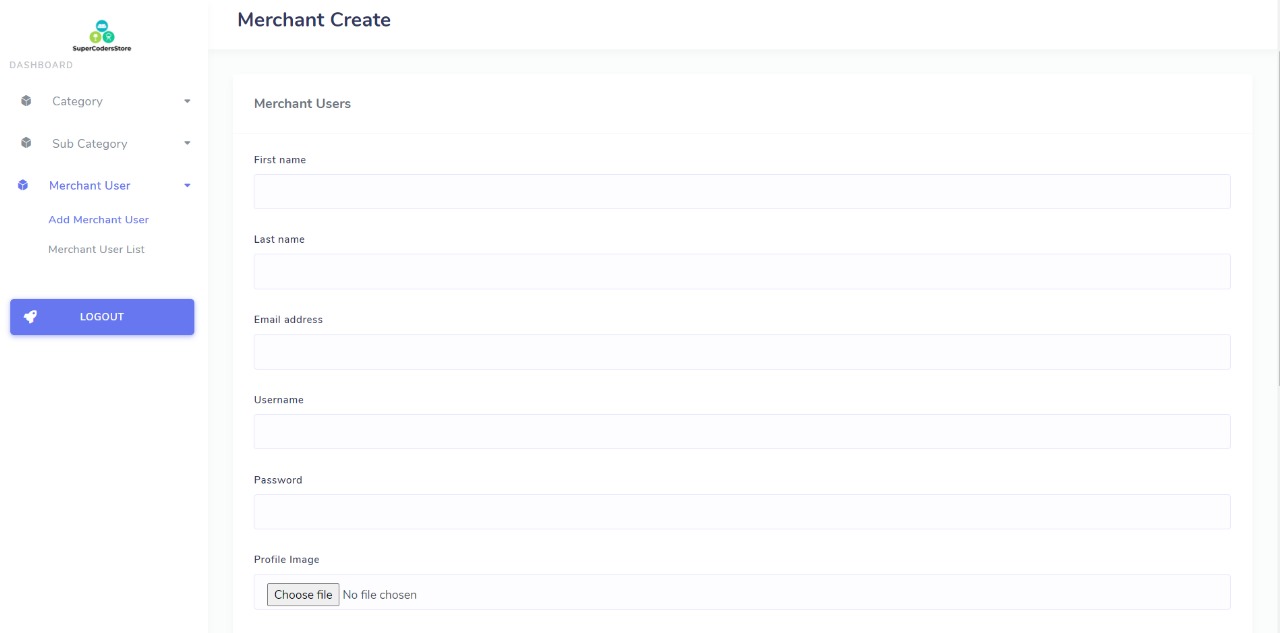 Merchant Create
SuperCodersStore
DASHBOARD
Category
Sub Category
Merchant User
Add Merchant User
Merchant User List
LOGOUT
Merchant Users
First name
Last name
Email address
Username
Password
Profile Image
Choose file No file chosen